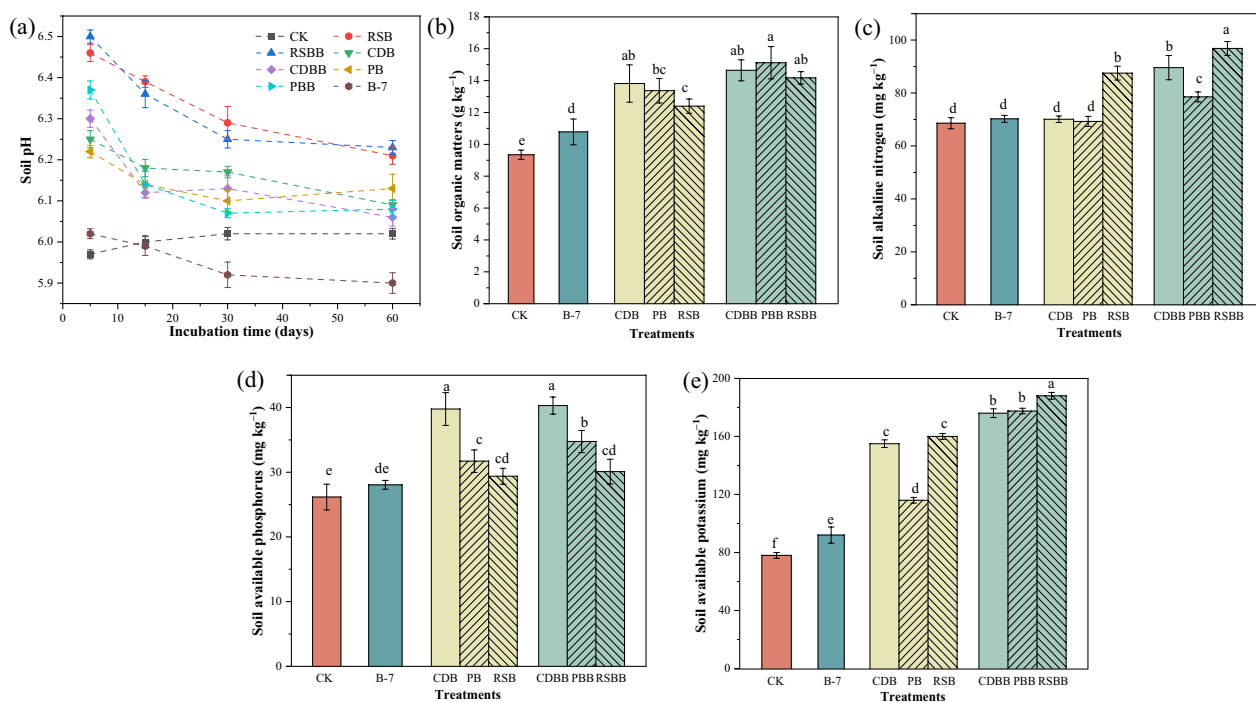 (a)
6.5
6.4
6.3
6.2
6.1
6.0
5.9
Soil pH
CK RSB
RSBB CDB
CDBB PB
PBB B-7
0 10 20 30 40 50 60
Incubation time (days)
(b)
16
14
12
10
8
6
4
2
0
Soil organic matters (g kg⁻¹)
e d ab bc c ab a ab
CK B-7 CDB PB RSB CDBB PBB RSBB
Treatments
(c)
100
80
60
40
20
0
Soil alkaline nitrogen (mg kg⁻¹)
d d d d b b c a
CK B-7 CDB PB RSB CDBB PBB RSBB
Treatments
(d)
40
30
20
10
0
Soil available phosphorus (mg kg⁻¹)
e de a c cd a b cd
CK B-7 CDB PB RSB CDBB PBB RSBB
Treatments
(e)
200
160
120
80
40
0
Soil available potassium (mg kg⁻¹)
f e c d c b b a
CK B-7 CDB PB RSB CDBB PBB RSBB
Treatments